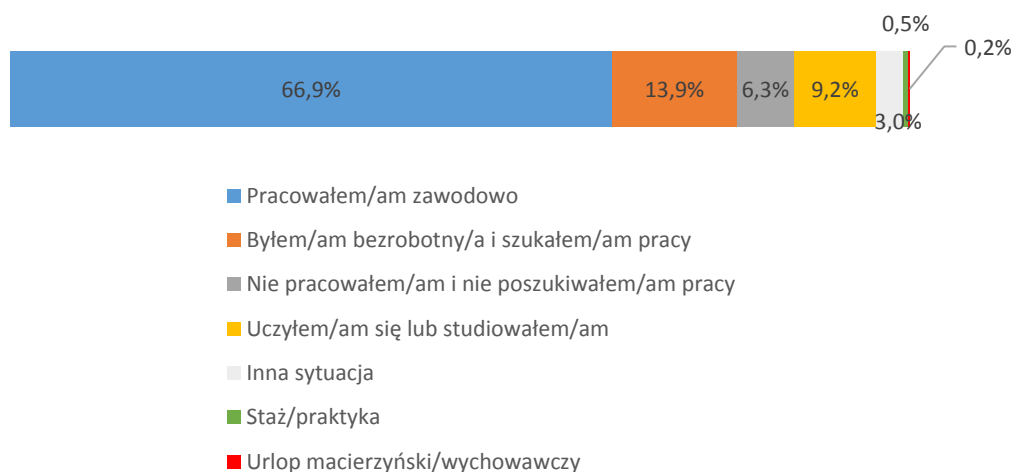 0,5%
0,2%
66,9%
13,9%
6,3%
9,2%
3,0%
Pracowałem/am zawodowo
Byłem/am bezrobotny/a i szukałem/am pracy
Nie pracowałem/am i nie poszukiwałem/am pracy
Uczyłem/am się lub studiowałem/am
Inna sytuacja
Staż/praktyka
Urlop macierzyński/wychowawczy